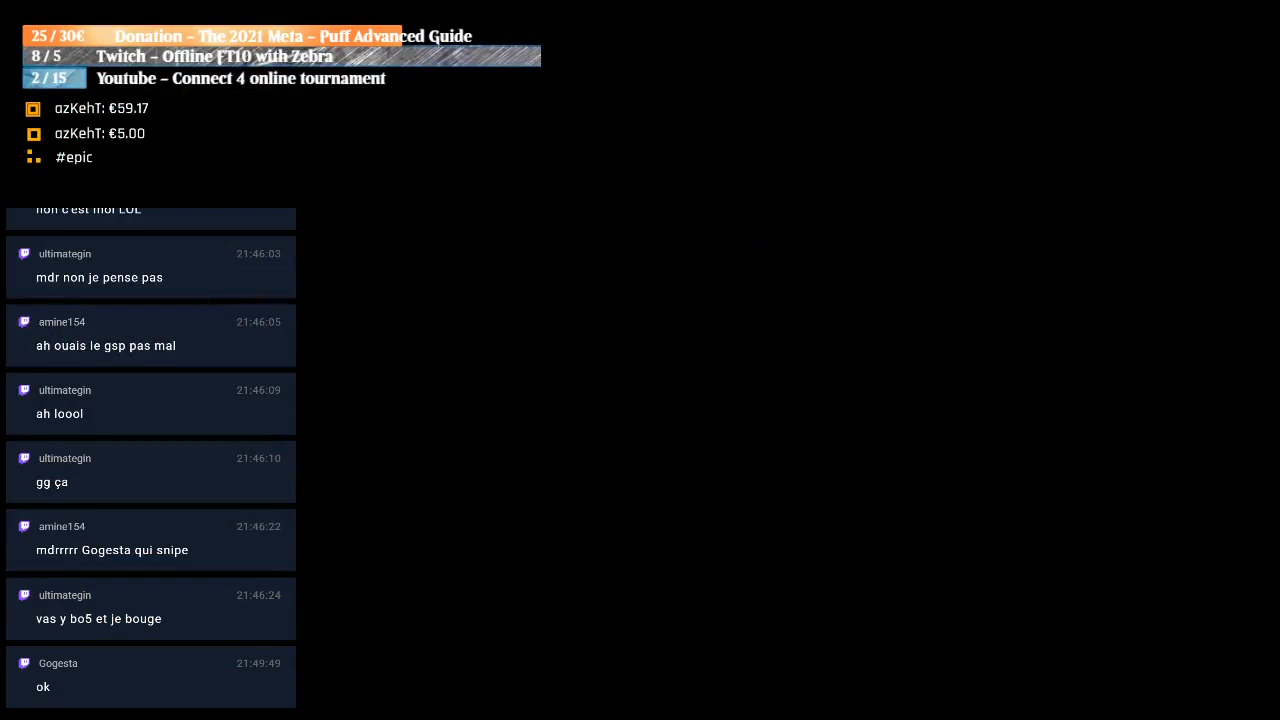 25 / 30€ Donation - The 2021 Meta - Puff Advanced Guide
8 / 5 Twitch - Offline FT10 with Zebra
2 / 15 Youtube - Connect 4 online tournament
azKehT: €59.17
azKehT: €5.00
#epic
non c'est moi LOL
ultimategin 21:46:03
mdr non je pense pas
amine154 21:46:05
ah ouais le gsp pas mal
ultimategin 21:46:09
ah loool
ultimategin 21:46:10
gg ça
amine154 21:46:22
mdrrrrr Gogesta qui snipe
ultimategin 21:46:24
vas y bo5 et je bouge
Gogesta 21:49:49
ok